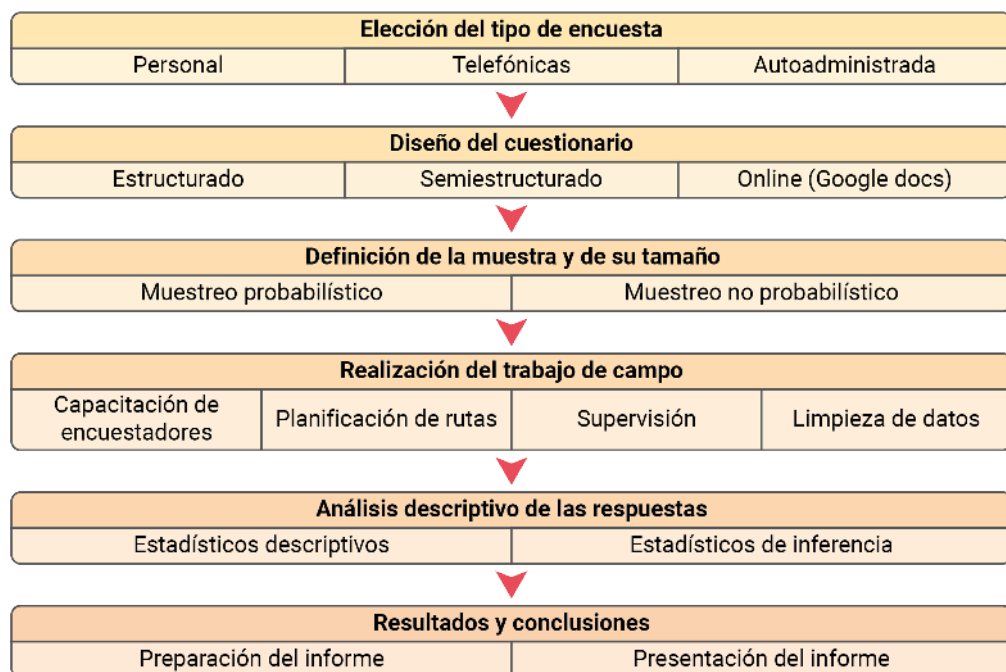 Elección del tipo de encuesta
Personal
Telefónicas
Autoadministrada
Diseño del cuestionario
Estructurado
Semiestructurado
Online (Google docs)
Definición de la muestra y de su tamaño
Muestreo probabilístico
Muestreo no probabilístico
Realización del trabajo de campo
Capacitación de
encuestadores
Planificación de rutas
Supervisión
Limpieza de datos
Análisis descriptivo de las respuestas
Estadísticos descriptivos
Estadísticos de inferencia
Resultados y conclusiones
Preparación del informe
Presentación del informe